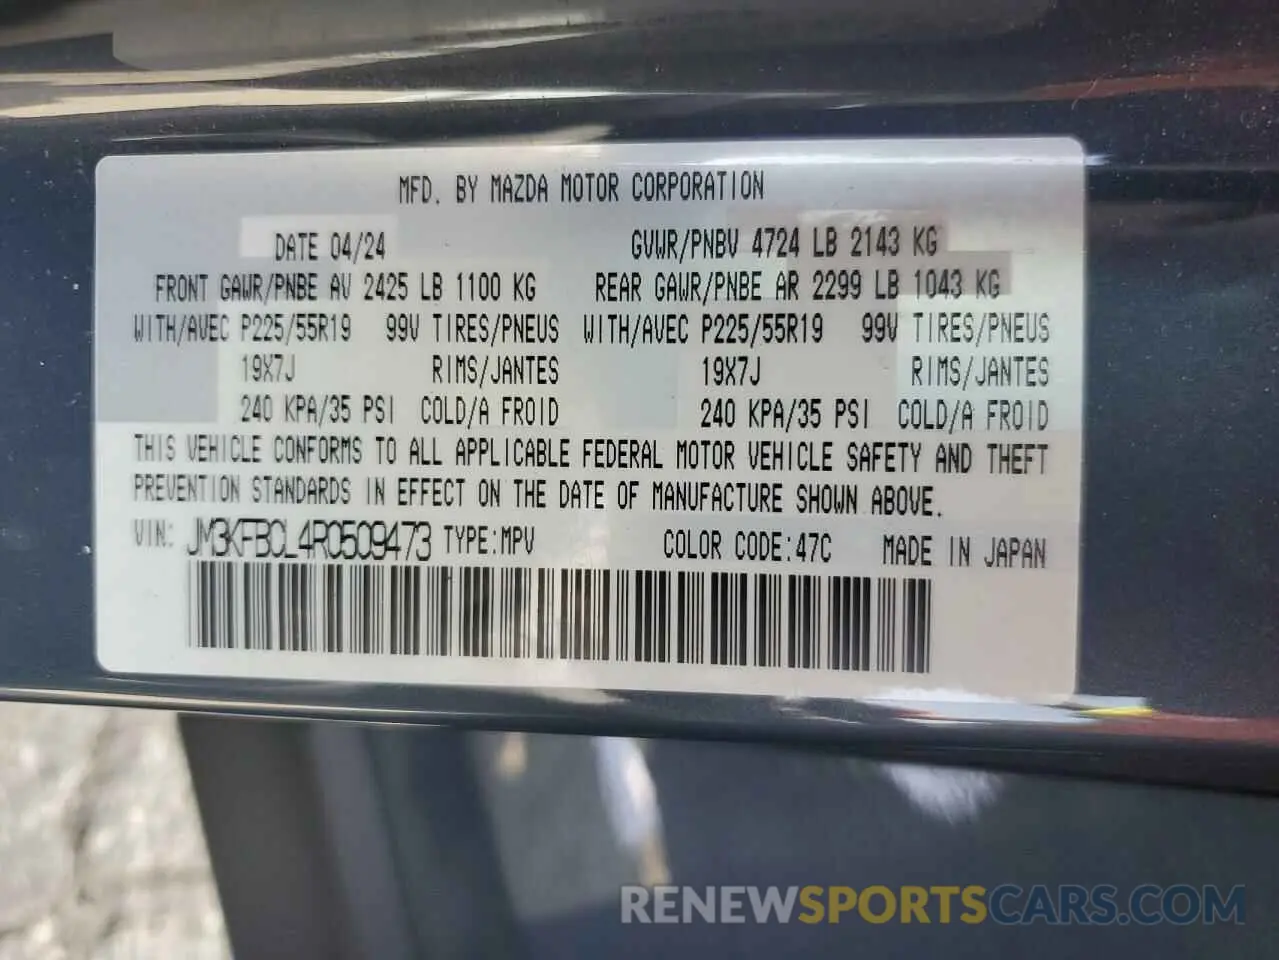 MFD. BY MAZDA MOTOR CORPORATION
DATE 04/24 GVWR/PNBV 4724 LB 2143 KG
FRONT GAWR/PNBE AV 2425 LB 1100 KG REAR GAWR/PNBE AR 2299 LB 1043 KG
WITH/AVEC P225/55R19 99V TIRES/PNEUS WITH/AVEC P225/55R19 99V TIRES/PNEUS
19X7J RIMS/JANTES 19X7J RIMS/JANTES
240 KPA/35 PSI COLD/A FROID 240 KPA/35 PSI COLD/A FROID
THIS VEHICLE CONFORMS TO ALL APPLICABLE FEDERAL MOTOR VEHICLE SAFETY AND THEFT
PREVENTION STANDARDS IN EFFECT ON THE DATE OF MANUFACTURE SHOWN ABOVE.
VIN: JM3KFBCL4R0509473 TYPE:MPV COLOR CODE:47C MADE IN JAPAN
RENEWSPORTSCARS.COM